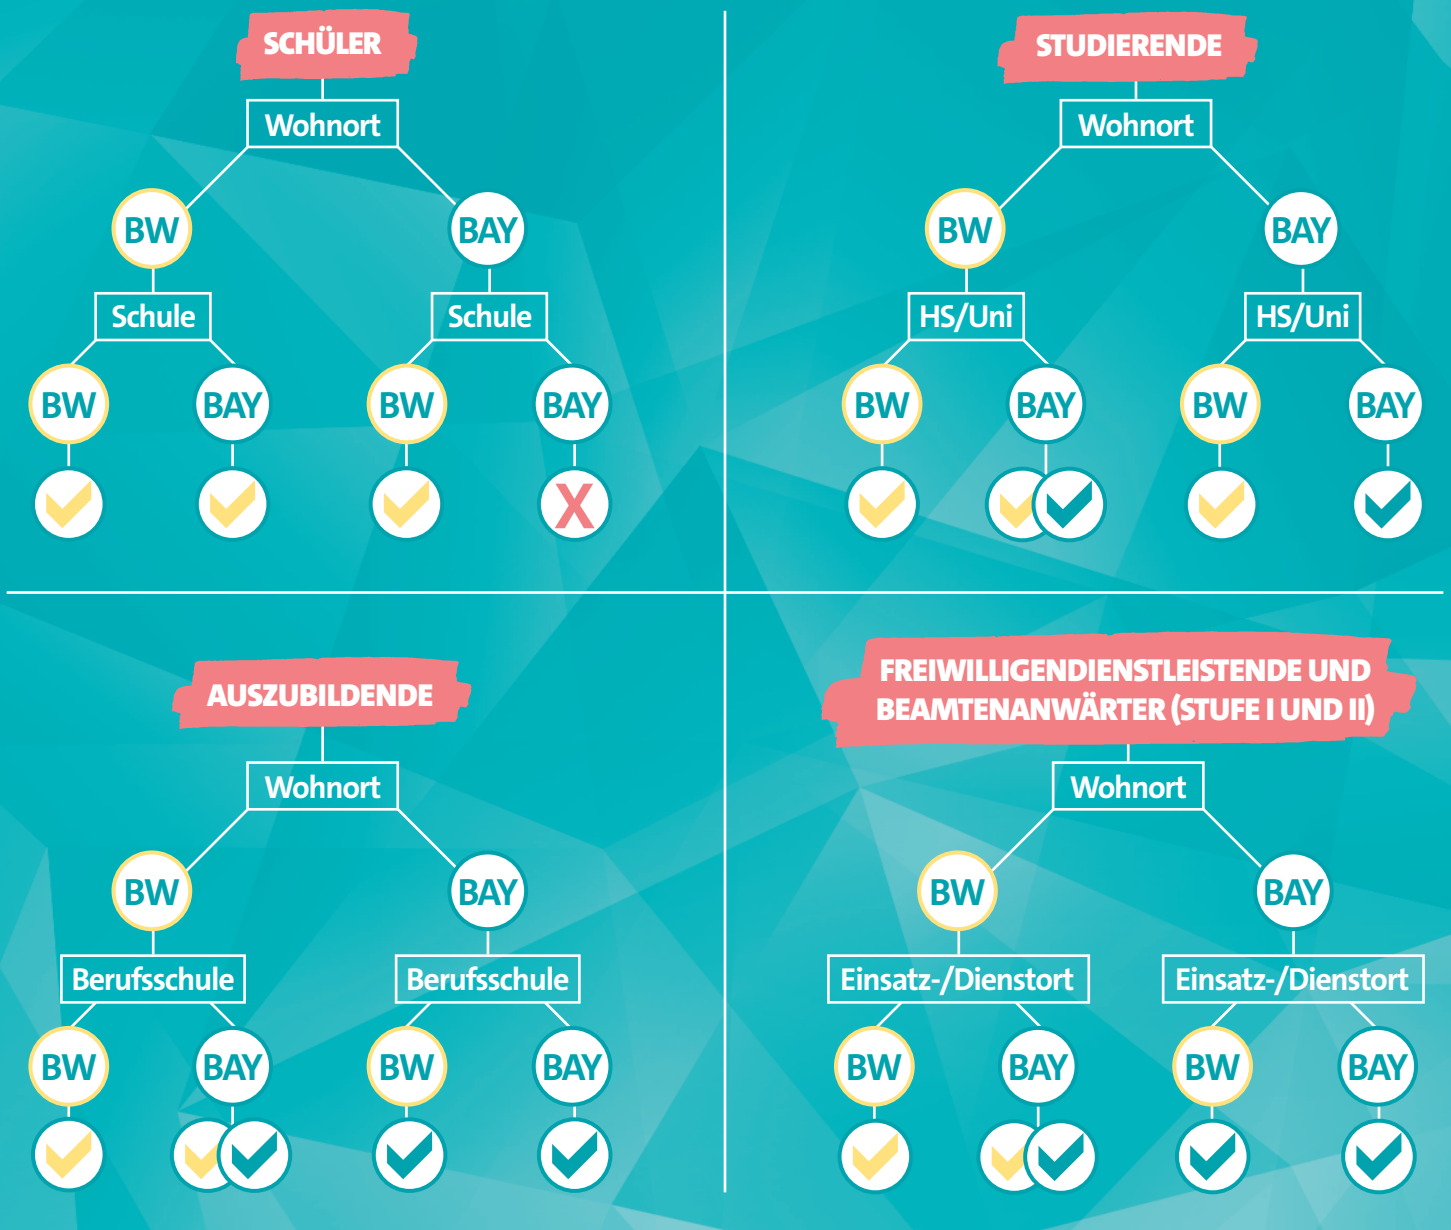 SCHÜLER
Wohnort
BW
BAY
Schule
Schule
BW
BAY
BW
BAY
X
STUDIERENDE
Wohnort
BW
BAY
HS/Uni
HS/Uni
BW
BAY
BW
BAY
AUSZUBILDENDE
Wohnort
BW
BAY
Berufsschule
Berufsschule
BW
BAY
BW
BAY
FREIWILLIGENDIENSTLEISTENDE UND
BEAMTENANWÄRTER (STUFE I UND II)
Wohnort
BW
BAY
Einsatz-/Dienstort
Einsatz-/Dienstort
BW
BAY
BW
BAY